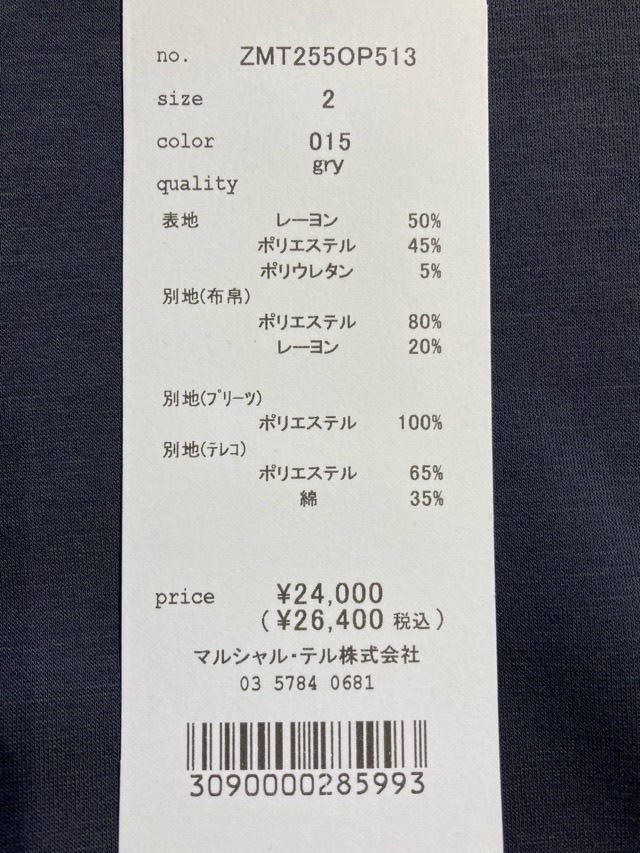 no. ZMT255OP513
size 2
color 015
gry
quality
表地 レーヨン 50%
ポリエステル 45%
ポリウレタン 5%
別地(布帛)
ポリエステル 80%
レーヨン 20%
別地(ﾌﾟﾘｰﾂ)
ポリエステル 100%
別地(ﾃﾚｺ)
ポリエステル 65%
綿 35%
price ¥24,000
(¥26,400 税込)
マルシャル・テル株式会社
03 5784 0681
3090000285993